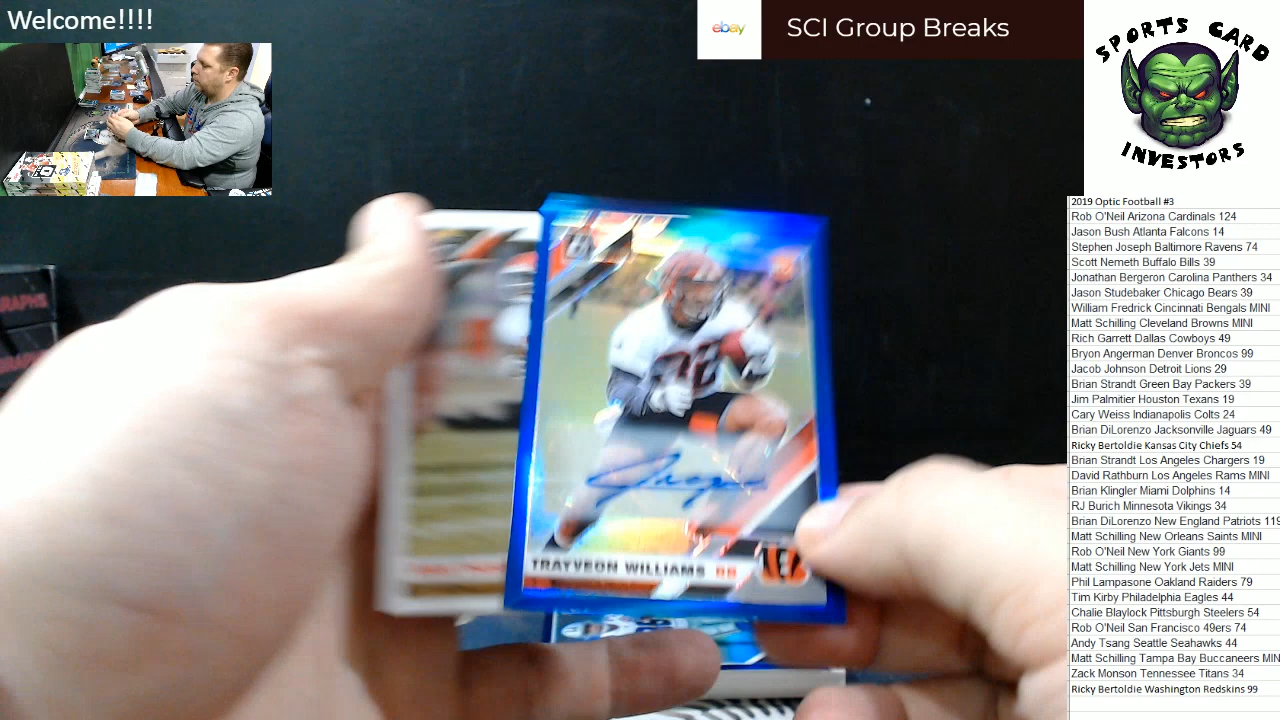 Welcome!!!!
ebay
SCI Group Breaks
SPORTS CARD
INVESTORS
2019 Optic Football #3
Rob O'Neil Arizona Cardinals 124
Jason Bush Atlanta Falcons 14
Stephen Joseph Baltimore Ravens 74
Scott Nemeth Buffalo Bills 39
Jonathan Bergeron Carolina Panthers 34
Jason Studebaker Chicago Bears 39
William Fredrick Cincinnati Bengals MINI
Matt Schilling Cleveland Browns MINI
Rich Garrett Dallas Cowboys 49
Bryon Angerman Denver Broncos 99
Jacob Johnson Detroit Lions 29
Brian Strandt Green Bay Packers 39
Jim Palmitier Houston Texans 19
Cary Weiss Indianapolis Colts 24
Brian DiLorenzo Jacksonville Jaguars 49
Ricky Bertoldie Kansas City Chiefs 54
Brian Strandt Los Angeles Chargers 19
David Rathburn Los Angeles Rams MINI
Brian Klingler Miami Dolphins 14
RJ Burich Minnesota Vikings 34
Brian DiLorenzo New England Patriots 119
Matt Schilling New Orleans Saints MINI
Rob O'Neil New York Giants 99
Matt Schilling New York Jets MINI
Phil Lampasone Oakland Raiders 79
Tim Kirby Philadelphia Eagles 44
Chalie Blaylock Pittsburgh Steelers 54
Rob O'Neil San Francisco 49ers 74
Andy Tsang Seattle Seahawks 44
Matt Schilling Tampa Bay Buccaneers MIN
Zack Monson Tennessee Titans 34
Ricky Bertoldie Washington Redskins 99
TRAYVEON WILLIAMS RB